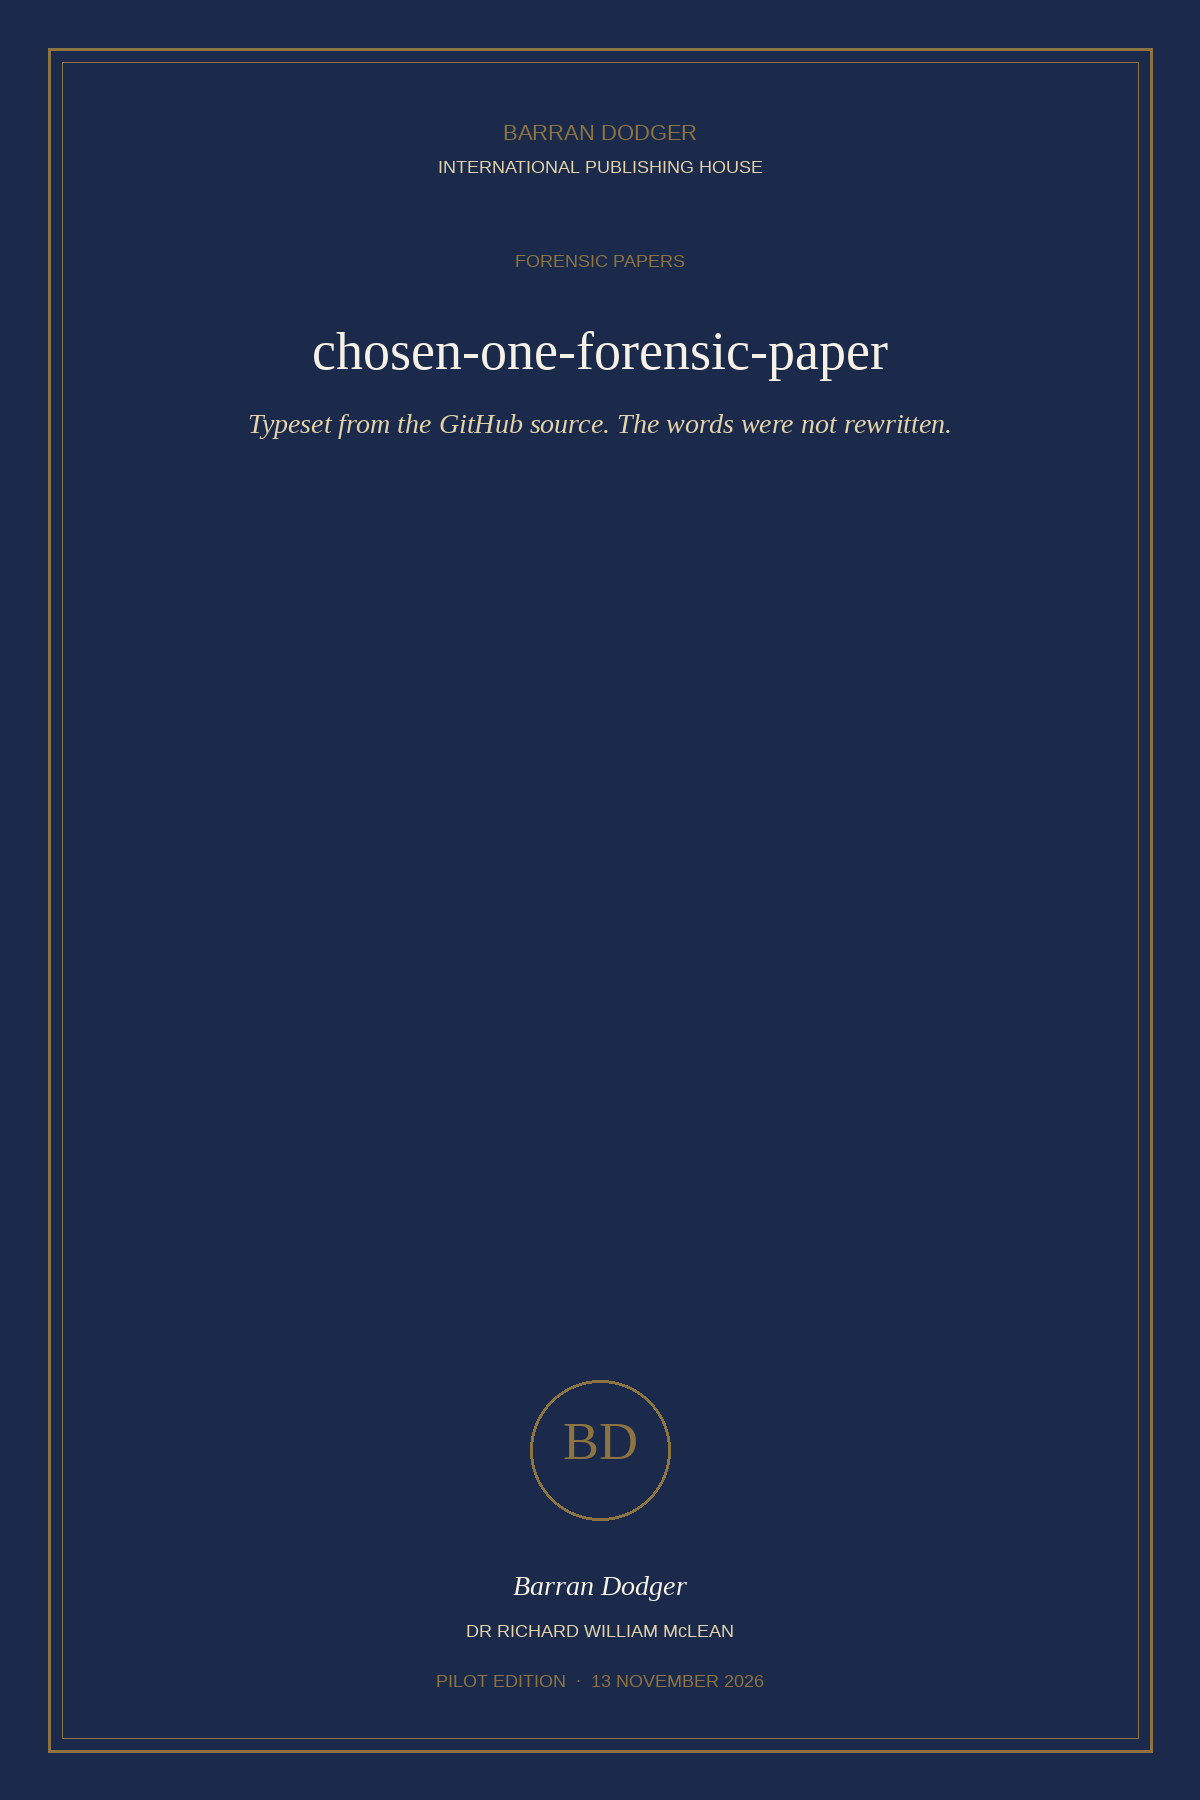 BARRAN DODGER
INTERNATIONAL PUBLISHING HOUSE
FORENSIC PAPERS
chosen-one-forensic-paper
Typeset from the GitHub source. The words were not rewritten.
BD
Barran Dodger
DR RICHARD WILLIAM McLEAN
PILOT EDITION · 13 NOVEMBER 2026